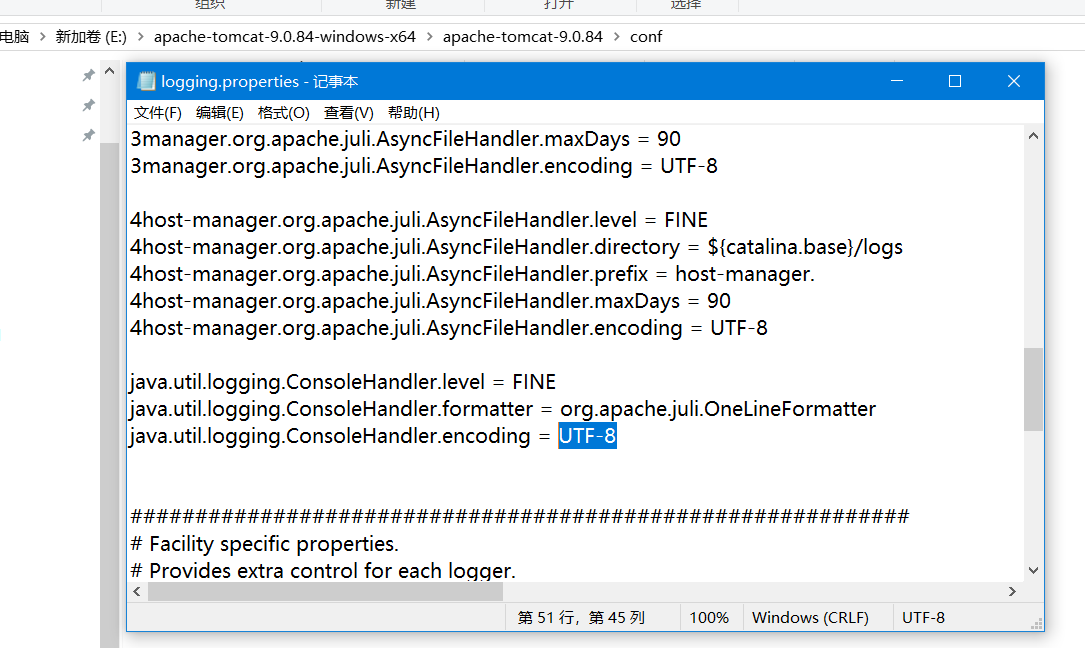 组织 新建 打开 选择
电脑 > 新加卷 (E:) > apache-tomcat-9.0.84-windows-x64 > apache-tomcat-9.0.84 > conf
logging.properties - 记事本
文件(F) 编辑(E) 格式(O) 查看(V) 帮助(H)
3manager.org.apache.juli.AsyncFileHandler.maxDays = 90
3manager.org.apache.juli.AsyncFileHandler.encoding = UTF-8
4host-manager.org.apache.juli.AsyncFileHandler.level = FINE
4host-manager.org.apache.juli.AsyncFileHandler.directory = ${catalina.base}/logs
4host-manager.org.apache.juli.AsyncFileHandler.prefix = host-manager.
4host-manager.org.apache.juli.AsyncFileHandler.maxDays = 90
4host-manager.org.apache.juli.AsyncFileHandler.encoding = UTF-8
java.util.logging.ConsoleHandler.level = FINE
java.util.logging.ConsoleHandler.formatter = org.apache.juli.OneLineFormatter
java.util.logging.ConsoleHandler.encoding = UTF-8
############################################################
# Facility specific properties.
# Provides extra control for each logger.
第 51 行，第 45 列 100% Windows (CRLF) UTF-8